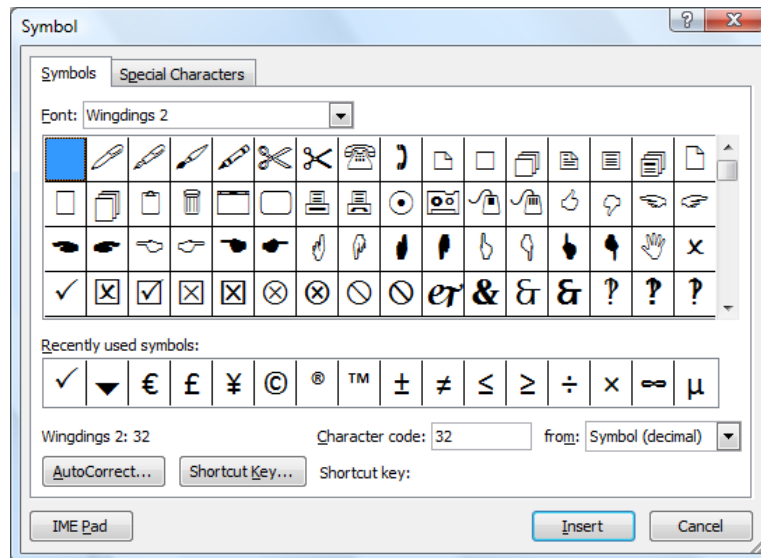 Symbol
Symbols Special Characters
Font: Wingdings 2
Recently used symbols:
✓ € £ ¥ © ® ™ ± ≠ ≤ ≥ ÷ × ∞ µ
Wingdings 2: 32 Character code: 32 from: Symbol (decimal)
AutoCorrect... Shortcut Key... Shortcut key:
IME Pad Insert Cancel